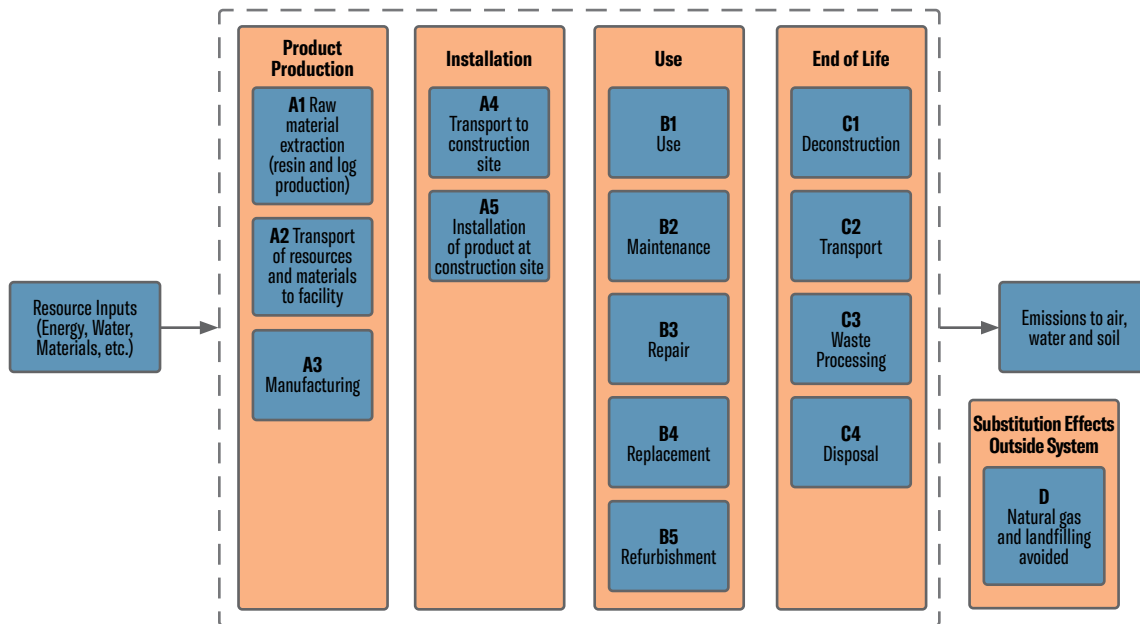 Resource Inputs
(Energy, Water,
Materials, etc.)
Product
Production
A1 Raw
material
extraction
(resin and log
production)
A2 Transport
of resources
and materials
to facility
A3
Manufacturing
Installation
A4
Transport to
construction
site
A5
Installation
of product at
construction site
Use
B1
Use
B2
Maintenance
B3
Repair
B4
Replacement
B5
Refurbishment
End of Life
C1
Deconstruction
C2
Transport
C3
Waste
Processing
C4
Disposal
Emissions to air,
water and soil
Substitution Effects
Outside System
D
Natural gas
and landfilling
avoided